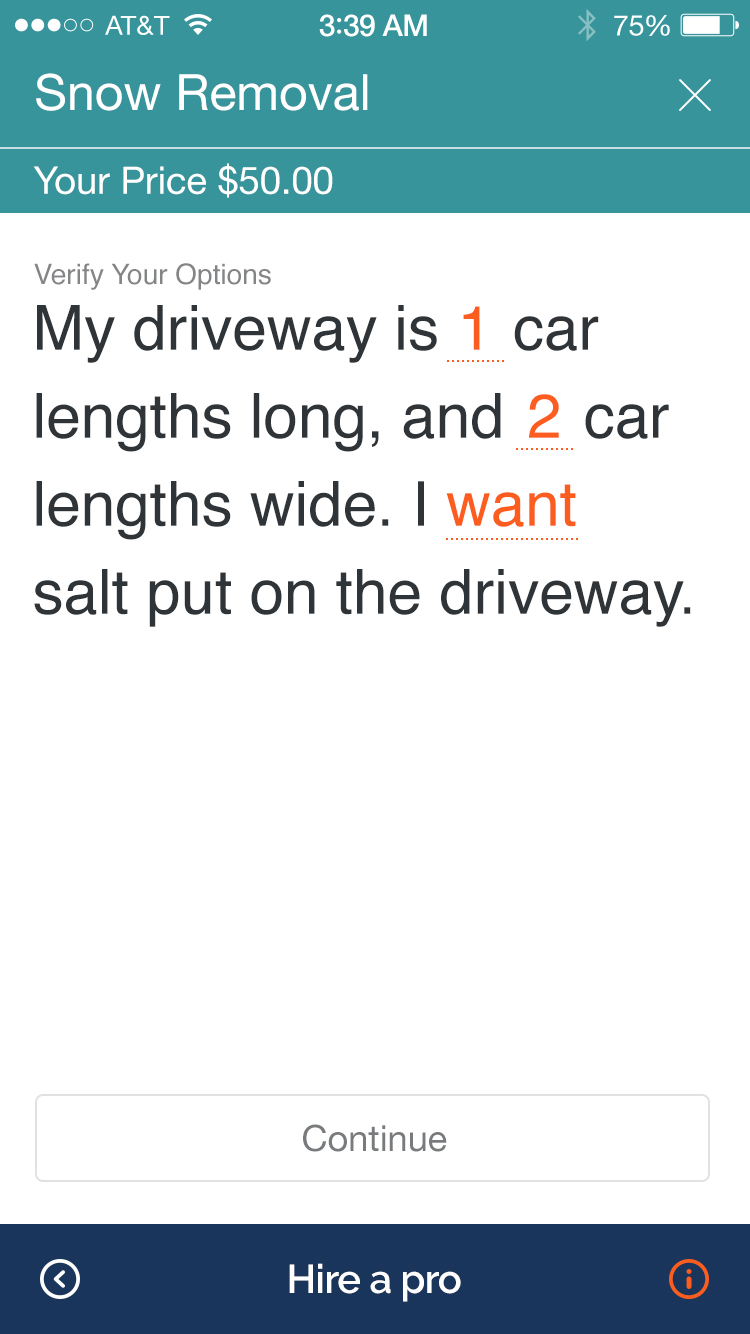 AT&T 3:39 AM 75%
Snow Removal
Your Price $50.00
Verify Your Options
My driveway is 1 car
lengths long, and 2 car
lengths wide. I want
salt put on the driveway.
Continue
Hire a pro